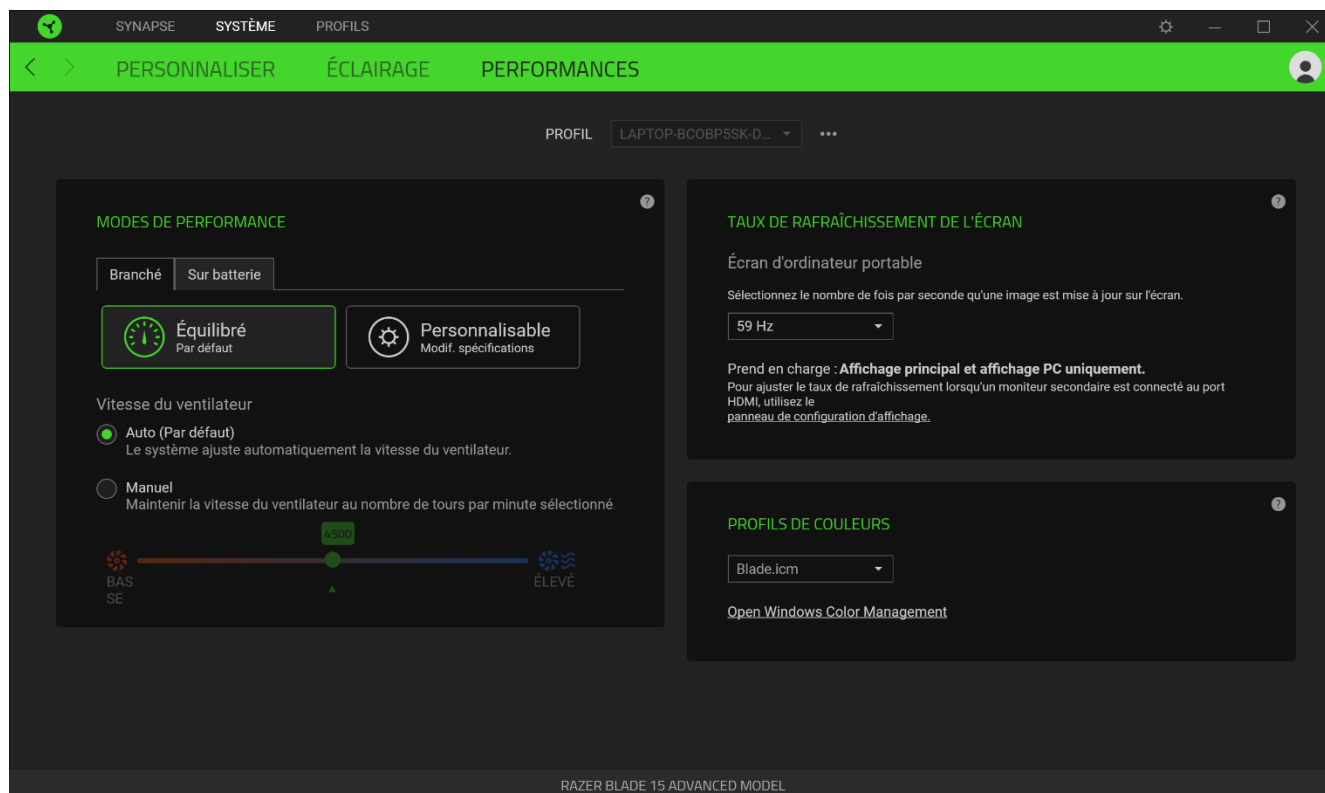 SYNAPSE SYSTÈME PROFILS
PERSONNALISER ÉCLAIRAGE PERFORMANCES
PROFIL LAPTOP-BCOBP5SK-D... •••
MODES DE PERFORMANCE
Branché Sur batterie
Équilibré
Par défaut
Personnalisable
Modif. spécifications
Vitesse du ventilateur
Auto (Par défaut)
Le système ajuste automatiquement la vitesse du ventilateur.
Manuel
Maintenir la vitesse du ventilateur au nombre de tours par minute sélectionné
4500
BAS
SE
ÉLEVÉ
TAUX DE RAFRAÎCHISSEMENT DE L'ÉCRAN
Écran d'ordinateur portable
Sélectionnez le nombre de fois par seconde qu'une image est mise à jour sur l'écran.
59 Hz
Prend en charge : Affichage principal et affichage PC uniquement.
Pour ajuster le taux de rafraîchissement lorsqu'un moniteur secondaire est connecté au port
HDMI, utilisez le
panneau de configuration d'affichage.
PROFILS DE COULEURS
Blade.icm
Open Windows Color Management
RAZER BLADE 15 ADVANCED MODEL